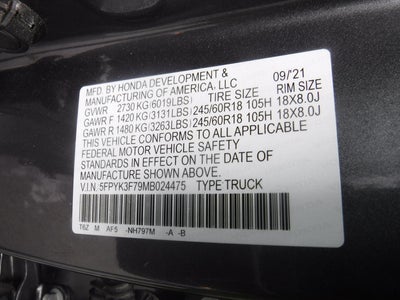 MFD. BY HONDA DEVELOPMENT & 09/'21
MANUFACTURING OF AMERICA, LLC
GVWR 2730 KG(6019LBS) TIRE SIZE RIM SIZE
GAWR F 1420 KG(3131LBS) 245/60R18 105H 18X8.0J
GAWR R 1480 KG(3263LBS) 245/60R18 105H 18X8.0J
THIS VEHICLE CONFORMS TO ALL APPLICABLE
FEDERAL MOTOR VEHICLE SAFETY
STANDARDS IN EFFECT ON THE DATE OF
MANUFACTURE SHOWN ABOVE.
V.I.N. 5FPYK3F79MB024475 TYPE TRUCK
T6Z M AF5 -NH797M -A -B